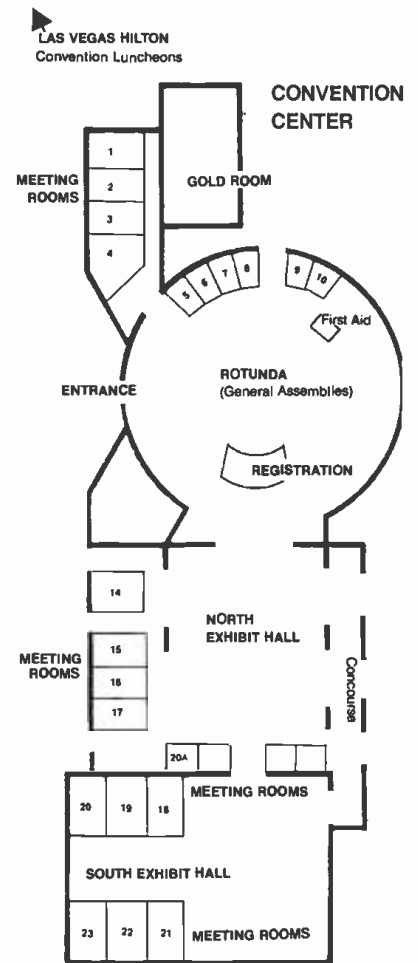 LAS VEGAS HILTON
Convention Luncheons
CONVENTION
CENTER
1
2
3
4
MEETING
ROOMS
GOLD ROOM
5
6
7
8
9
10
First Aid
ENTRANCE
ROTUNDA
(General Assemblies)
REGISTRATION
14
NORTH
EXHIBIT HALL
15
16
17
MEETING
ROOMS
Concourse
20A
MEETING ROOMS
20
19
18
SOUTH EXHIBIT HALL
23
22
21
MEETING ROOMS